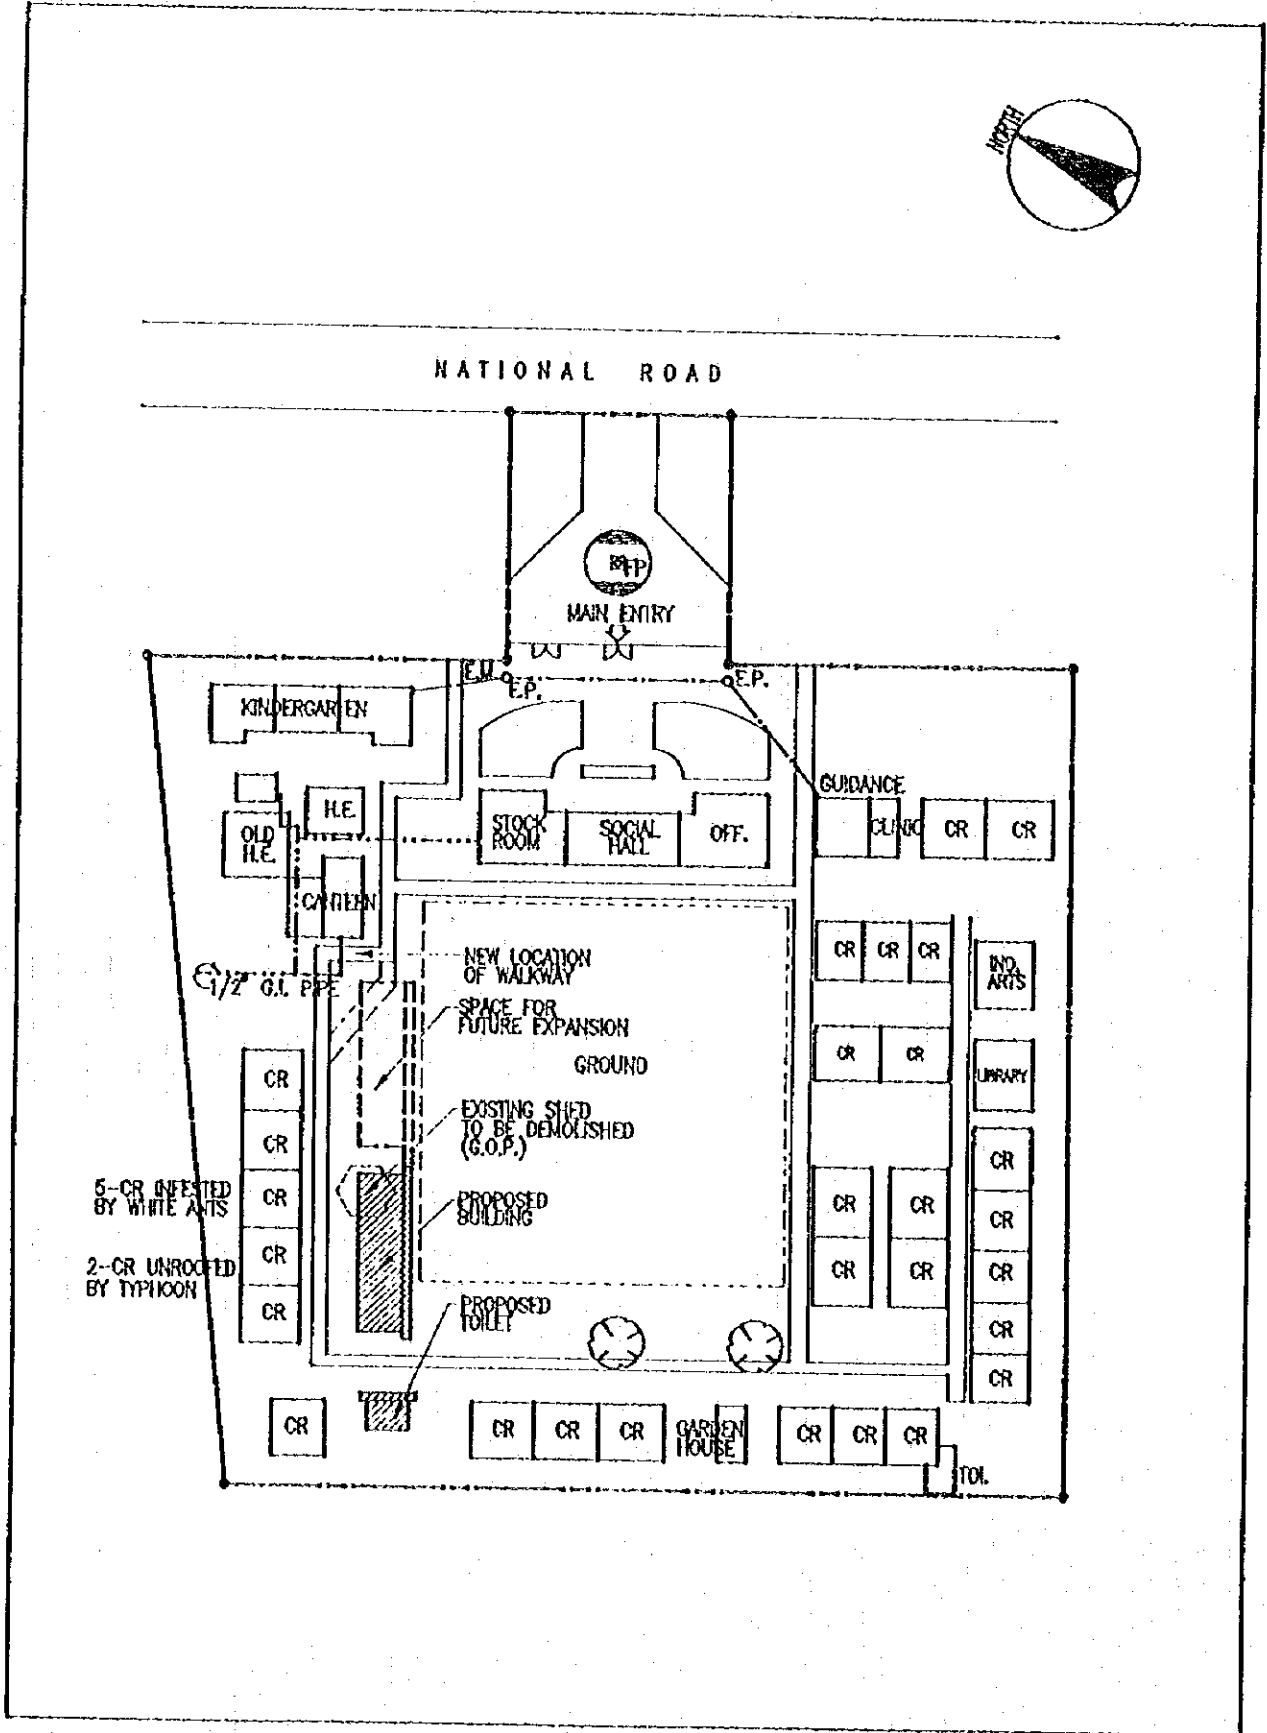 NORTH
NATIONAL ROAD
FP
MAIN ENTRY
E.P.
E.P.
KINDERGARTEN
GUIDANCE
H.E.
OLD
H.E.
STOCK
ROOM
SOCIAL
HALL
OFF.
CLINIC
CR
CR
CANTEEN
NEW LOCATION
OF WALKWAY
CR
CR
CR
IND.
ARTS
1/2" G.I. PIPE
SPACE FOR
FUTURE EXPANSION
GROUND
CR
CR
LIBRARY
CR
CR
CR
CR
CR
EXISTING SHED
TO BE DEMOLISHED
(G.O.P.)
5-CR INFESTED
BY WHITE ANTS
2-CR UNROOFED
BY TYPHOON
PROPOSED
BUILDING
CR
CR
CR
CR
CR
CR
CR
CR
CR
PROPOSED
TOILET
CR
CR
CR
CR
GARDEN
HOUSE
CR
CR
CR
TOI.